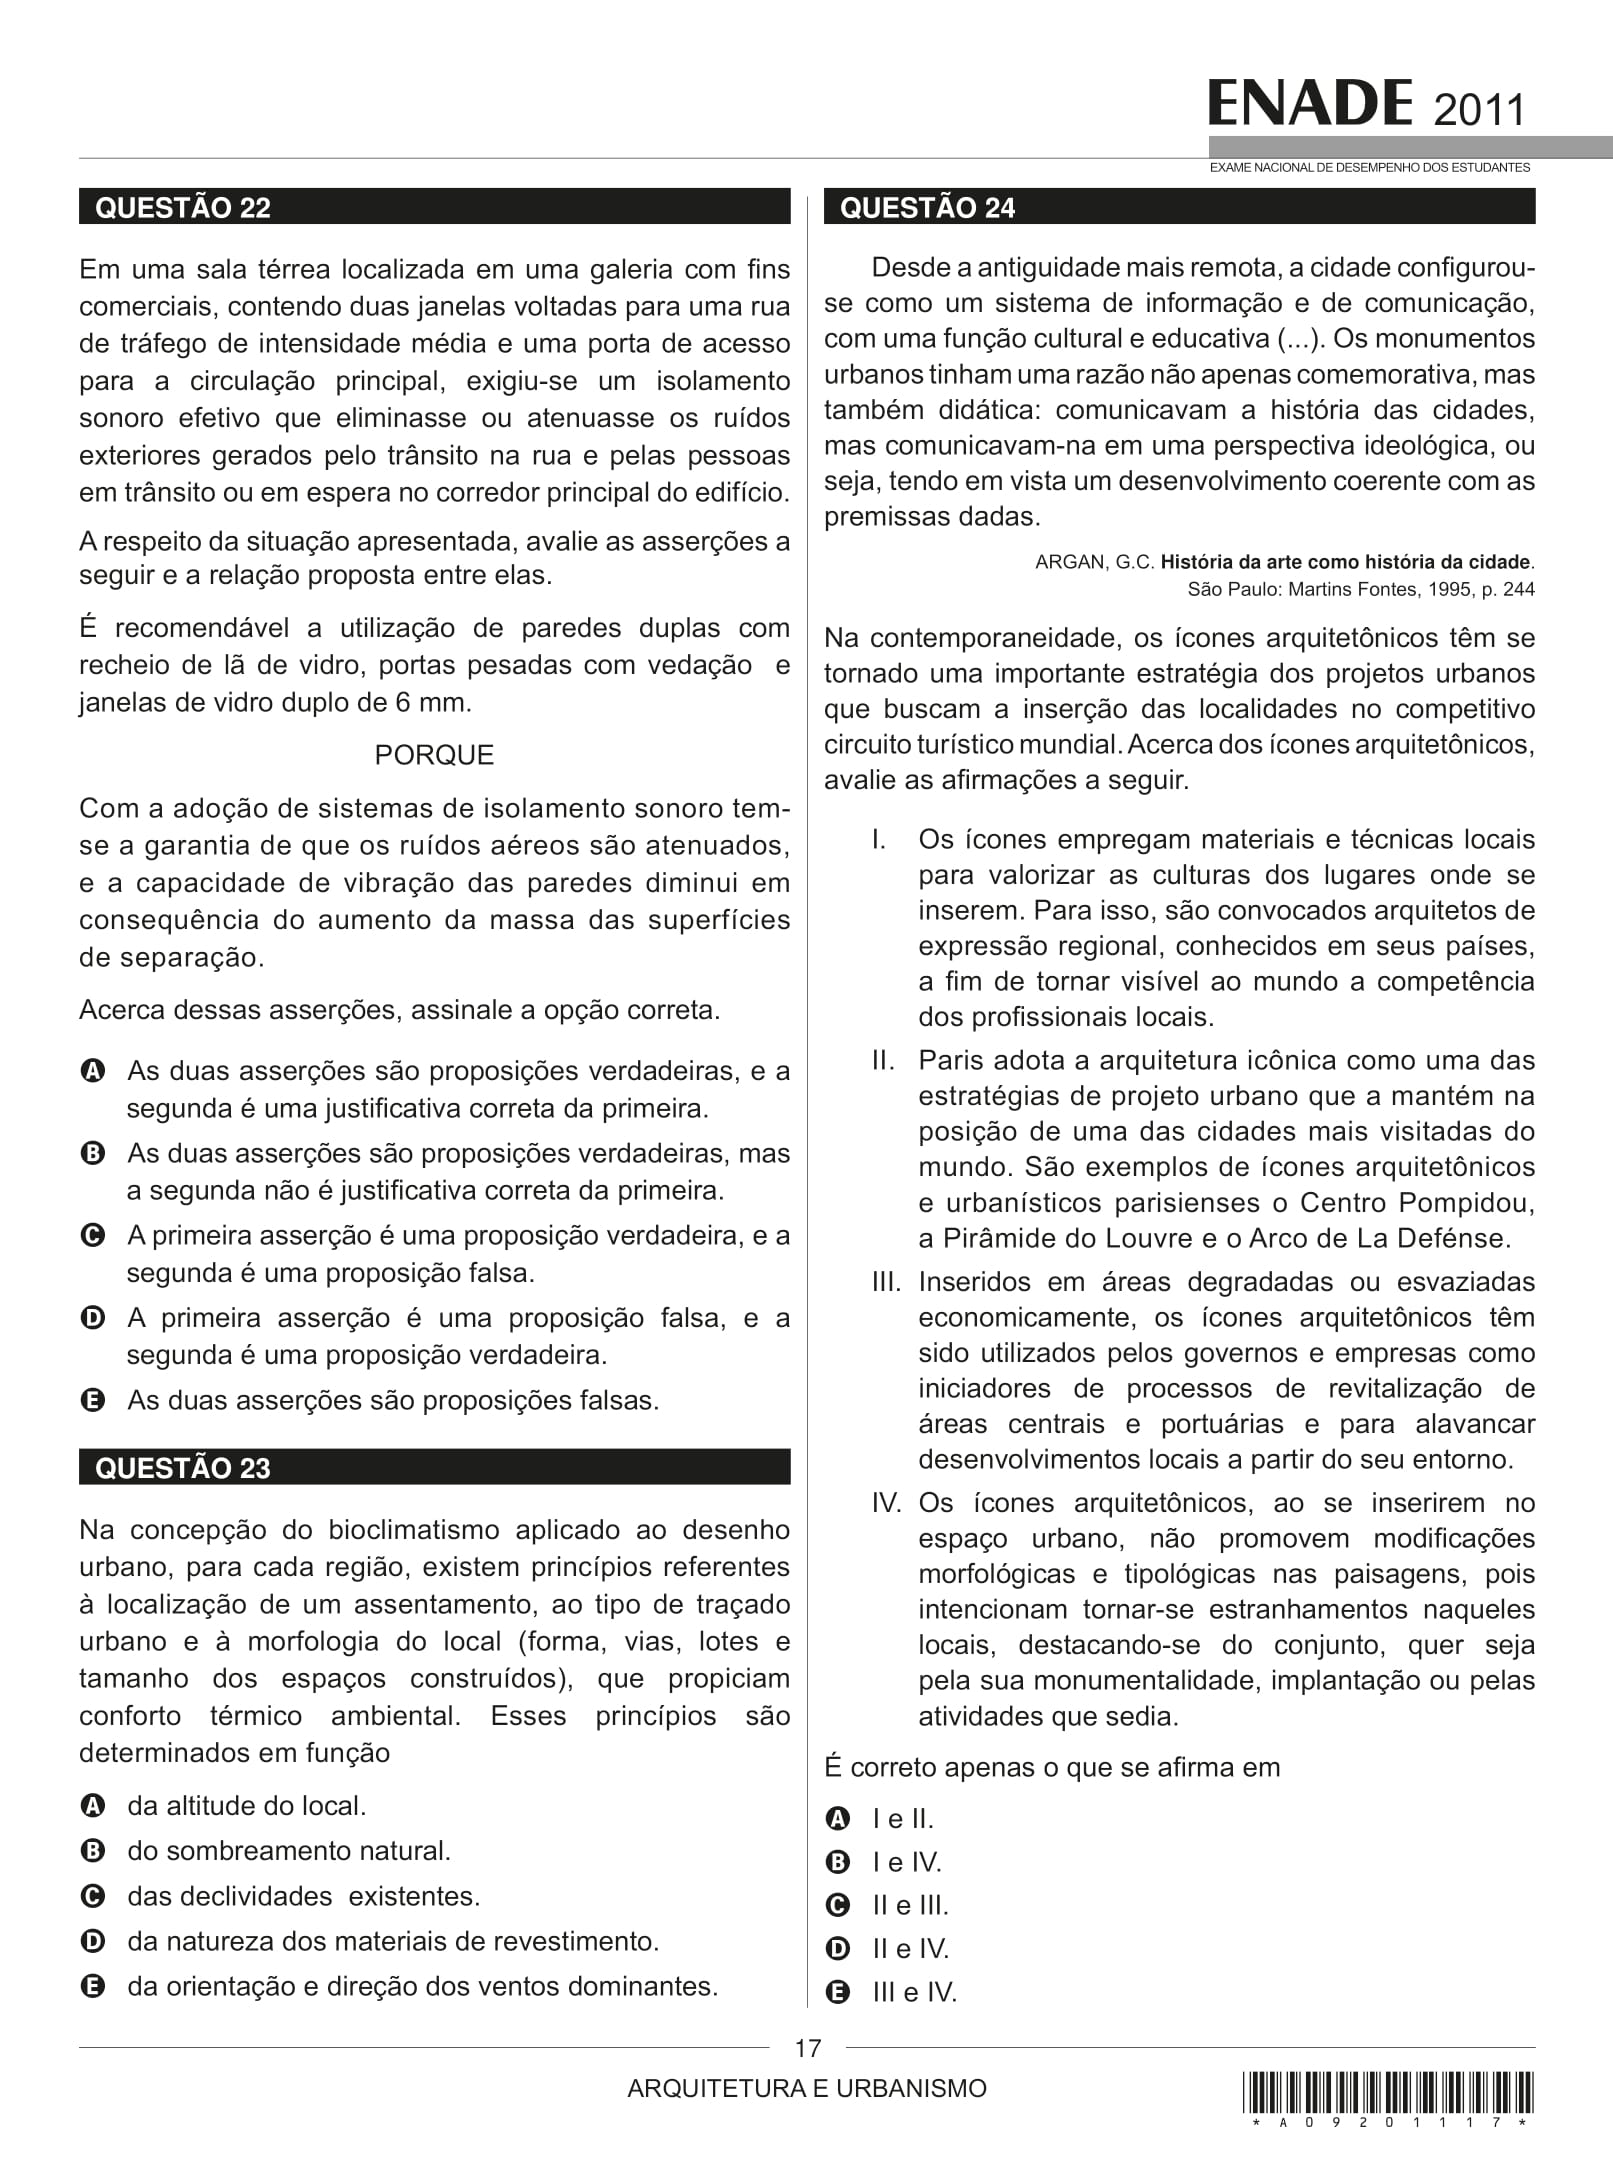 ENADE 2011
EXAME NACIONAL DE DESEMPENHO DOS ESTUDANTES
QUESTÃO 22
Em uma sala térrea localizada em uma galeria com fins
comerciais, contendo duas janelas voltadas para uma rua
de tráfego de intensidade média e uma porta de acesso
para a circulação principal, exigiu-se um isolamento
sonoro efetivo que eliminasse ou atenuasse os ruídos
exteriores gerados pelo trânsito na rua e pelas pessoas
em trânsito ou em espera no corredor principal do edifício.
A respeito da situação apresentada, avalie as asserções a
seguir e a relação proposta entre elas.
É recomendável a utilização de paredes duplas com
recheio de lã de vidro, portas pesadas com vedação e
janelas de vidro duplo de 6 mm.
PORQUE
Com a adoção de sistemas de isolamento sonoro tem-
se a garantia de que os ruídos aéreos são atenuados,
e a capacidade de vibração das paredes diminui em
consequência do aumento da massa das superfícies
de separação.
Acerca dessas asserções, assinale a opção correta.
A As duas asserções são proposições verdadeiras, e a
segunda é uma justificativa correta da primeira.
B As duas asserções são proposições verdadeiras, mas
a segunda não é justificativa correta da primeira.
C A primeira asserção é uma proposição verdadeira, e a
segunda é uma proposição falsa.
D A primeira asserção é uma proposição falsa, e a
segunda é uma proposição verdadeira.
E As duas asserções são proposições falsas.
QUESTÃO 23
Na concepção do bioclimatismo aplicado ao desenho
urbano, para cada região, existem princípios referentes
à localização de um assentamento, ao tipo de traçado
urbano e à morfologia do local (forma, vias, lotes e
tamanho dos espaços construídos), que propiciam
conforto térmico ambiental. Esses princípios são
determinados em função
A da altitude do local.
B do sombreamento natural.
C das declividades existentes.
D da natureza dos materiais de revestimento.
E da orientação e direção dos ventos dominantes.
QUESTÃO 24
Desde a antiguidade mais remota, a cidade configurou-
se como um sistema de informação e de comunicação,
com uma função cultural e educativa (...). Os monumentos
urbanos tinham uma razão não apenas comemorativa, mas
também didática: comunicavam a história das cidades,
mas comunicavam-na em uma perspectiva ideológica, ou
seja, tendo em vista um desenvolvimento coerente com as
premissas dadas.
ARGAN, G.C. História da arte como história da cidade.
São Paulo: Martins Fontes, 1995, p. 244
Na contemporaneidade, os ícones arquitetônicos têm se
tornado uma importante estratégia dos projetos urbanos
que buscam a inserção das localidades no competitivo
circuito turístico mundial. Acerca dos ícones arquitetônicos,
avalie as afirmações a seguir.
I. Os ícones empregam materiais e técnicas locais
para valorizar as culturas dos lugares onde se
inserem. Para isso, são convocados arquitetos de
expressão regional, conhecidos em seus países,
a fim de tornar visível ao mundo a competência
dos profissionais locais.
II. Paris adota a arquitetura icônica como uma das
estratégias de projeto urbano que a mantém na
posição de uma das cidades mais visitadas do
mundo. São exemplos de ícones arquitetônicos
e urbanísticos parisienses o Centro Pompidou,
a Pirâmide do Louvre e o Arco de La Defénse.
III. Inseridos em áreas degradadas ou esvaziadas
economicamente, os ícones arquitetônicos têm
sido utilizados pelos governos e empresas como
iniciadores de processos de revitalização de
áreas centrais e portuárias e para alavancar
desenvolvimentos locais a partir do seu entorno.
IV. Os ícones arquitetônicos, ao se inserirem no
espaço urbano, não promovem modificações
morfológicas e tipológicas nas paisagens, pois
intencionam tornar-se estranhamentos naqueles
locais, destacando-se do conjunto, quer seja
pela sua monumentalidade, implantação ou pelas
atividades que sedia.
É correto apenas o que se afirma em
A I e II.
B I e IV.
C II e III.
D II e IV.
E III e IV.
17
ARQUITETURA E URBANISMO
*A09201117*